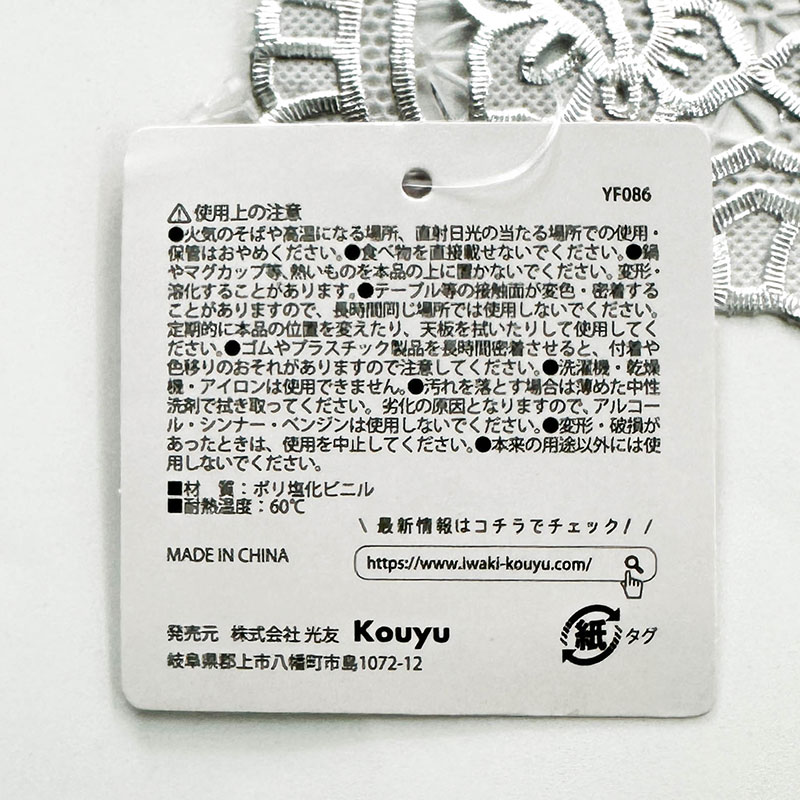 YF086
⚠使用上の注意
●火気のそばや高温になる場所、直射日光の当たる場所での使用・
保管はおやめください。●食べ物を直接載せないでください。●鍋
やマグカップ等、熱いものを本品の上に置かないでください。変形・
溶化することがあります。●テーブル等の接触面が変色・密着する
ことがありますので、長時間同じ場所では使用しないでください。
定期的に本品の位置を変えたり、天板を拭いたりして使用してく
ださい。●ゴムやプラスチック製品を長時間密着させると、付着や
色移りのおそれがありますので注意してください。●洗濯機・乾燥
機・アイロンは使用できません。●汚れを落とす場合は薄めた中性
洗剤で拭き取ってください。劣化の原因となりますので、アルコー
ル・シンナー・ベンジンは使用しないでください。●変形・破損が
あったときは、使用を中止してください。●本来の用途以外には使
用しないでください。
■材　質：ポリ塩化ビニル
■耐熱温度：60℃
\ 最新情報はコチラでチェック! /
MADE IN CHINA
https://www.iwaki-kouyu.com/
発売元 株式会社 光友 Kouyu
岐阜県郡上市八幡町市島1072-12
紙 タグ